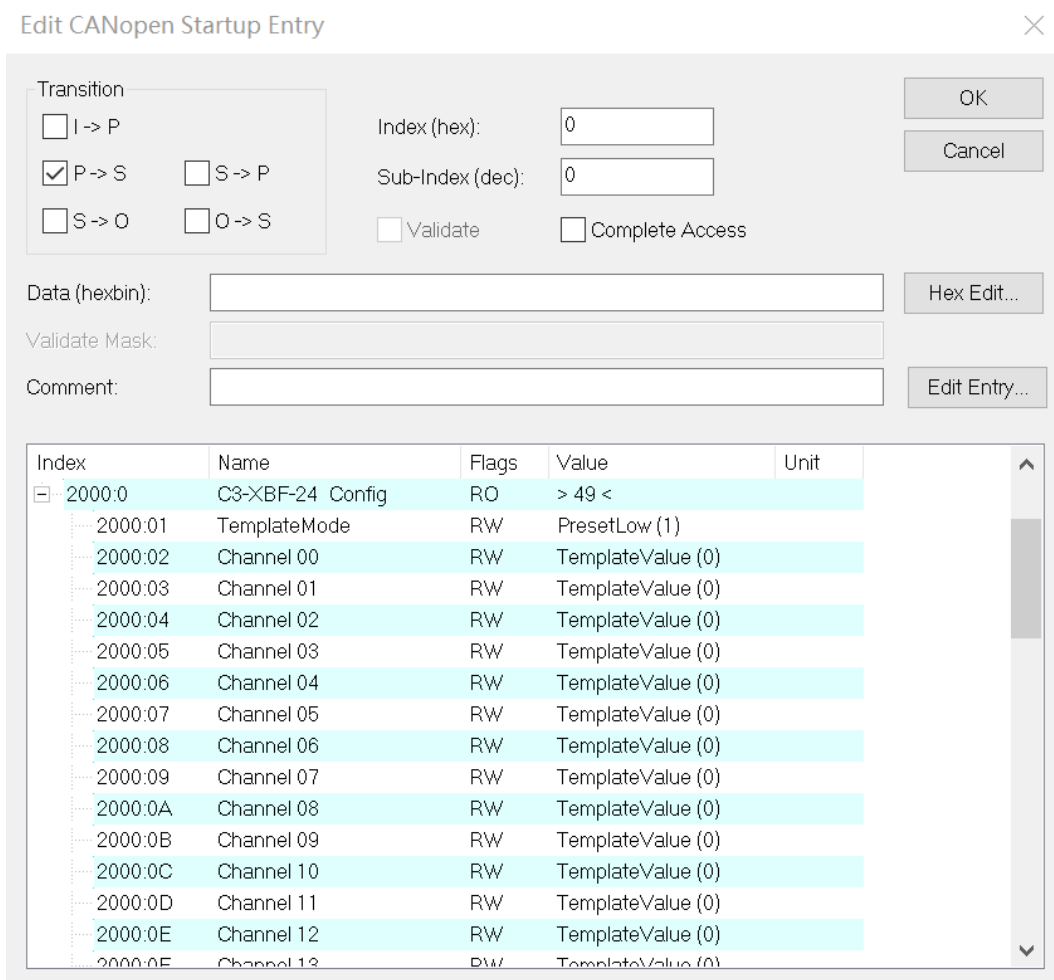 Edit CANopen Startup Entry
Transition
I -> P
P -> S
S -> P
S -> O
O -> S
Index (hex):
0
Sub-Index (dec):
0
Validate
Complete Access
OK
Cancel
Data (hexbin):
Hex Edit...
Validate Mask:
Comment:
Edit Entry...
Index Name Flags Value Unit
2000:0 C3-XBF-24 Config RO > 49 <
2000:01 TemplateMode RW PresetLow (1)
2000:02 Channel 00 RW TemplateValue (0)
2000:03 Channel 01 RW TemplateValue (0)
2000:04 Channel 02 RW TemplateValue (0)
2000:05 Channel 03 RW TemplateValue (0)
2000:06 Channel 04 RW TemplateValue (0)
2000:07 Channel 05 RW TemplateValue (0)
2000:08 Channel 06 RW TemplateValue (0)
2000:09 Channel 07 RW TemplateValue (0)
2000:0A Channel 08 RW TemplateValue (0)
2000:0B Channel 09 RW TemplateValue (0)
2000:0C Channel 10 RW TemplateValue (0)
2000:0D Channel 11 RW TemplateValue (0)
2000:0E Channel 12 RW TemplateValue (0)
2000:0F Channel 13 RW TemplateValue (0)